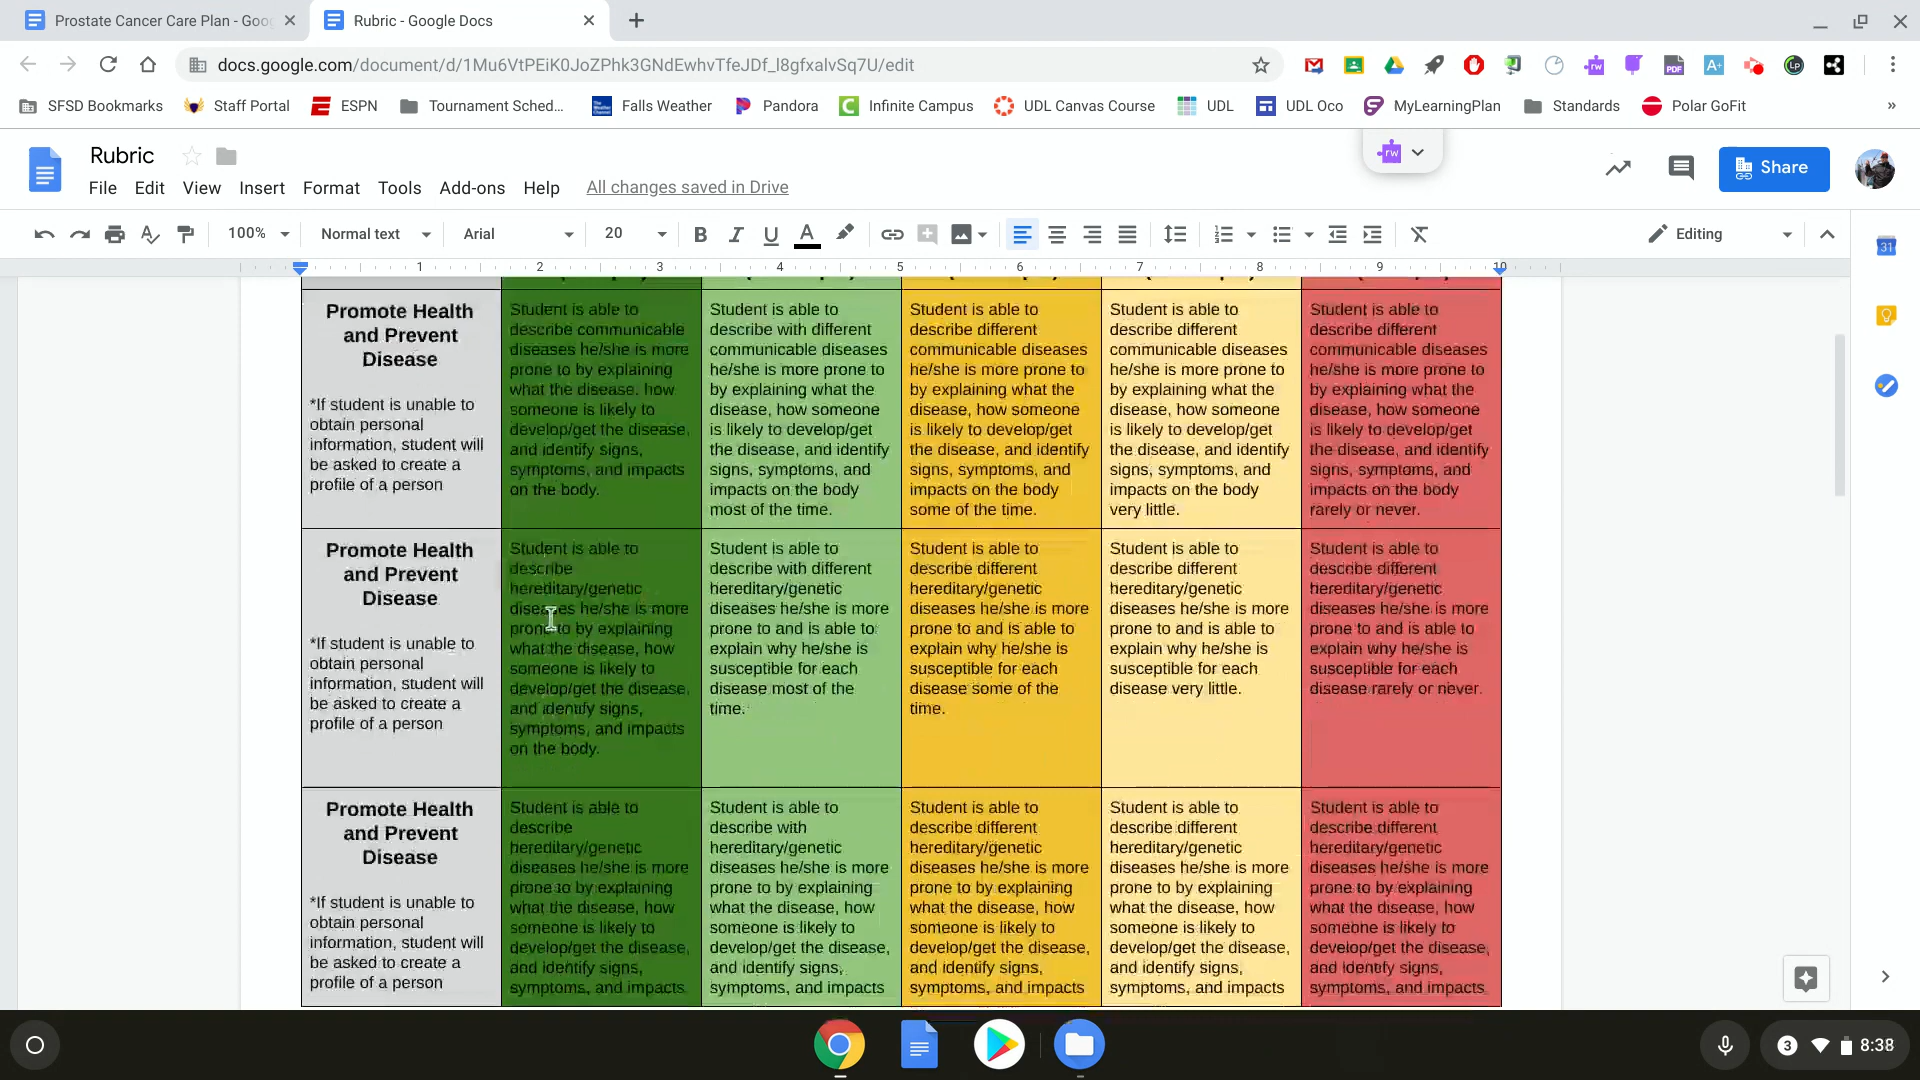 Prostate Cancer Care Plan - Goo
Rubric - Google Docs
docs.google.com/document/d/1Mu6VtPEiK0JoZPhk3GNdEwhvTfeJDf_l8gfxalvSq7U/edit
SFSD Bookmarks
Staff Portal
ESPN
Tournament Sched...
Falls Weather
Pandora
Infinite Campus
UDL Canvas Course
UDL
UDL Oco
MyLearningPlan
Standards
Polar GoFit
»
Rubric
rw
Share
File Edit View Insert Format Tools Add-ons Help All changes saved in Drive
100% Normal text Arial 20 B I U A Editing
1 2 3 4 5 6 7 8 9 10
31
Promote Health
and Prevent
Disease
*If student is unable to
obtain personal
information, student will
be asked to create a
profile of a person
Student is able to
describe communicable
diseases he/she is more
prone to by explaining
what the disease. how
someone is likely to
develop/get the disease,
and identify signs,
symptoms, and impacts
on the body.
Student is able to
describe with different
communicable diseases
he/she is more prone to
by explaining what the
disease, how someone
is likely to develop/get
the disease, and identify
signs, symptoms, and
impacts on the body
most of the time.
Student is able to
describe different
communicable diseases
he/she is more prone to
by explaining what the
disease, how someone
is likely to develop/get
the disease, and identify
signs, symptoms, and
impacts on the body
some of the time.
Student is able to
describe different
communicable diseases
he/she is more prone to
by explaining what the
disease, how someone
is likely to develop/get
the disease, and identify
signs, symptoms, and
impacts on the body
very little.
Student is able to
describe different
communicable diseases
he/she is more prone to
by explaining what the
disease, how someone
is likely to develop/get
the disease, and identify
signs, symptoms, and
impacts on the body
rarely or never.
Promote Health
and Prevent
Disease
*If student is unable to
obtain personal
information, student will
be asked to create a
profile of a person
Student is able to
describe
hereditary/genetic
diseases he/she is more
prone to by explaining
what the disease, how
someone is likely to
develop/get the disease,
and identify signs,
symptoms, and impacts
on the body.
Student is able to
describe with different
hereditary/genetic
diseases he/she is more
prone to and is able to
explain why he/she is
susceptible for each
disease most of the
time.
Student is able to
describe different
hereditary/genetic
diseases he/she is more
prone to and is able to
explain why he/she is
susceptible for each
disease some of the
time.
Student is able to
describe different
hereditary/genetic
diseases he/she is more
prone to and is able to
explain why he/she is
susceptible for each
disease very little.
Student is able to
describe different
hereditary/genetic
diseases he/she is more
prone to and is able to
explain why he/she is
susceptible for each
disease rarely or never.
Promote Health
and Prevent
Disease
*If student is unable to
obtain personal
information, student will
be asked to create a
profile of a person
Student is able to
describe
hereditary/genetic
diseases he/she is more
prone to by explaining
what the disease, how
someone is likely to
develop/get the disease,
and identify signs,
symptoms, and impacts
Student is able to
describe with
hereditary/genetic
diseases he/she is more
prone to by explaining
what the disease, how
someone is likely to
develop/get the disease,
and identify signs,
symptoms, and impacts
Student is able to
describe different
hereditary/genetic
diseases he/she is more
prone to by explaining
what the disease, how
someone is likely to
develop/get the disease,
and identify signs,
symptoms, and impacts
Student is able to
describe different
hereditary/genetic
diseases he/she is more
prone to by explaining
what the disease, how
someone is likely to
develop/get the disease,
and identify signs,
symptoms, and impacts
Student is able to
describe different
hereditary/genetic
diseases he/she is more
prone to by explaining
what the disease, how
someone is likely to
develop/get the disease,
and identify signs,
symptoms, and impacts
3 8:38